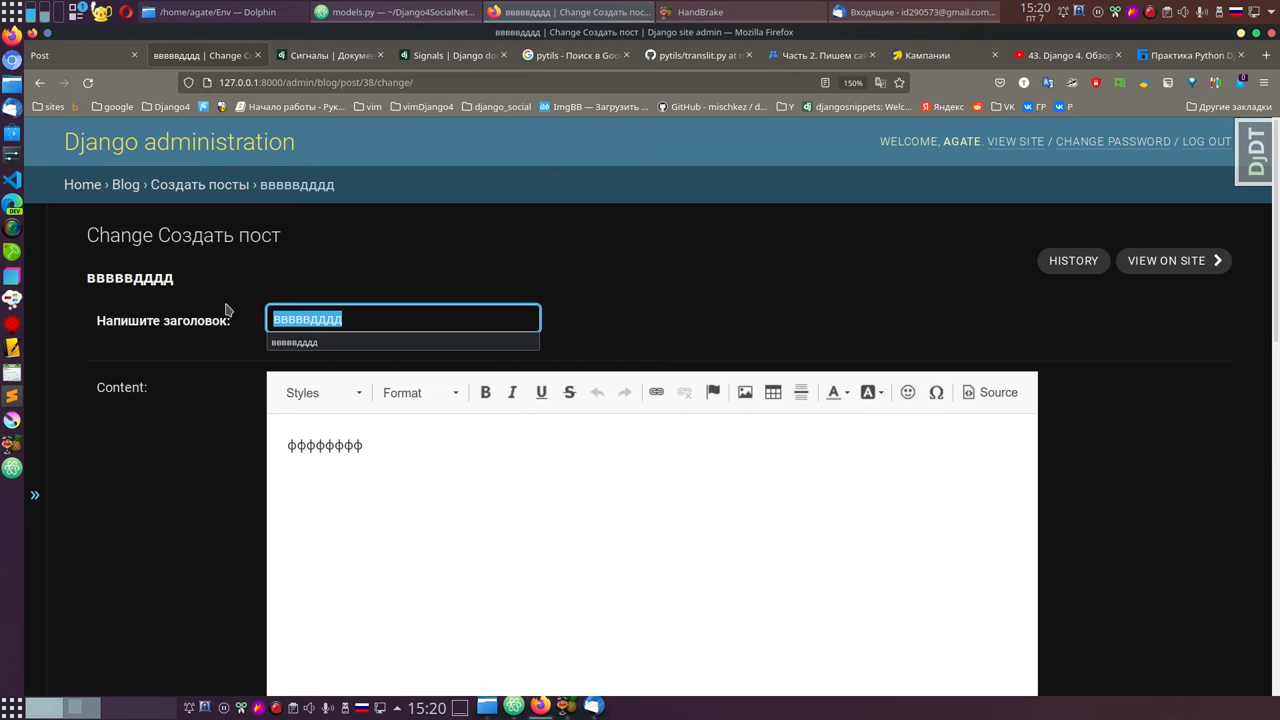 /home/agate/Env — Dolphin
models.py — ~/Django4SocialNet...
вввввдддд | Change Создать пос...
HandBrake
Входящие - id290573@gmail.com...
15:20
пт 7
вввввдддд | Change Создать пост | Django site admin — Mozilla Firefox
Post
вввввдддд | Change С
Сигналы | Докумен
Signals | Django do
pytils - Поиск в Goo
pytils/translit.py at m
Часть 2. Пишем сай
Кампании
43. Django 4. Обзор
Практика Python Dj
127.0.0.1:8000/admin/blog/post/38/change/
150%
sites
google
Django4
Начало работы - Рук...
vim
vimDjango4
django_social
ImgBB — Загрузить ...
GitHub - mischkez/d...
Y
djangosnippets: Welc...
Яндекс
VK
ГР
Р
Другие закладки
Django administration
WELCOME, AGATE. VIEW SITE / CHANGE PASSWORD / LOG OUT
DjDT
Home › Blog › Создать посты › вввввдддд
Change Создать пост
HISTORY
VIEW ON SITE
вввввдддд
Напишите заголовок:
вввввдддд
вввввдддд
Content:
Styles
Format
B I U S
A
A
Ω
Source
фффффффф
»
DEV
15:20